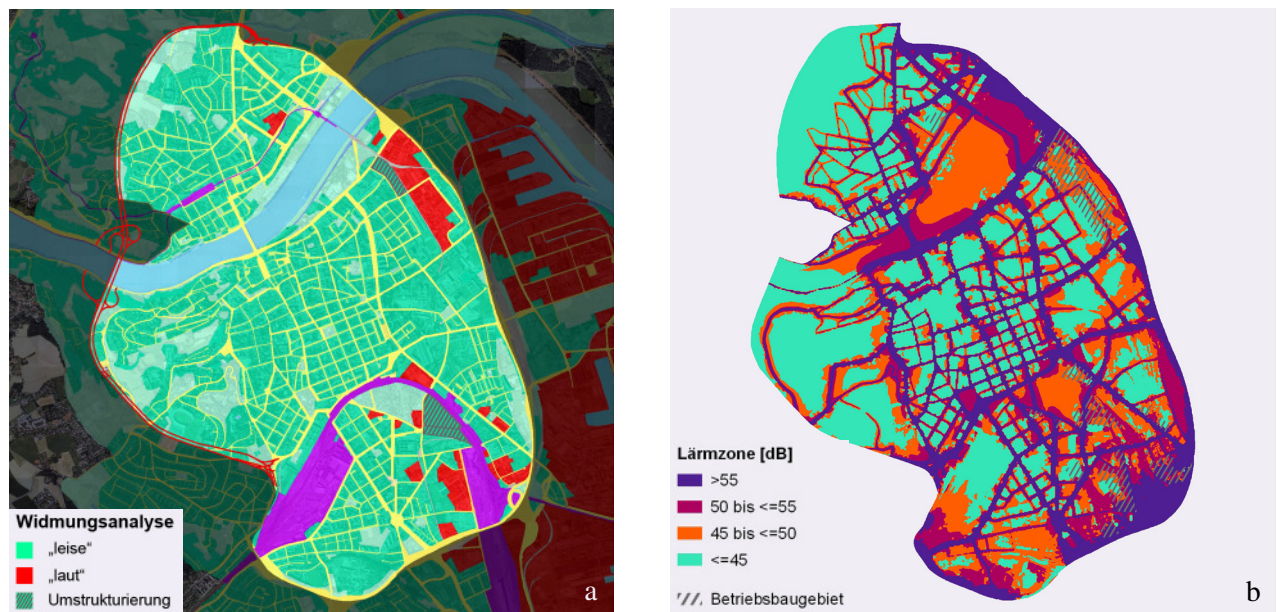 Widmungsanalyse
„leise“
„laut“
Umstrukturierung
a
Lärmzone [dB]
>55
50 bis <=55
45 bis <=50
<=45
Betriebsbaugebiet
b